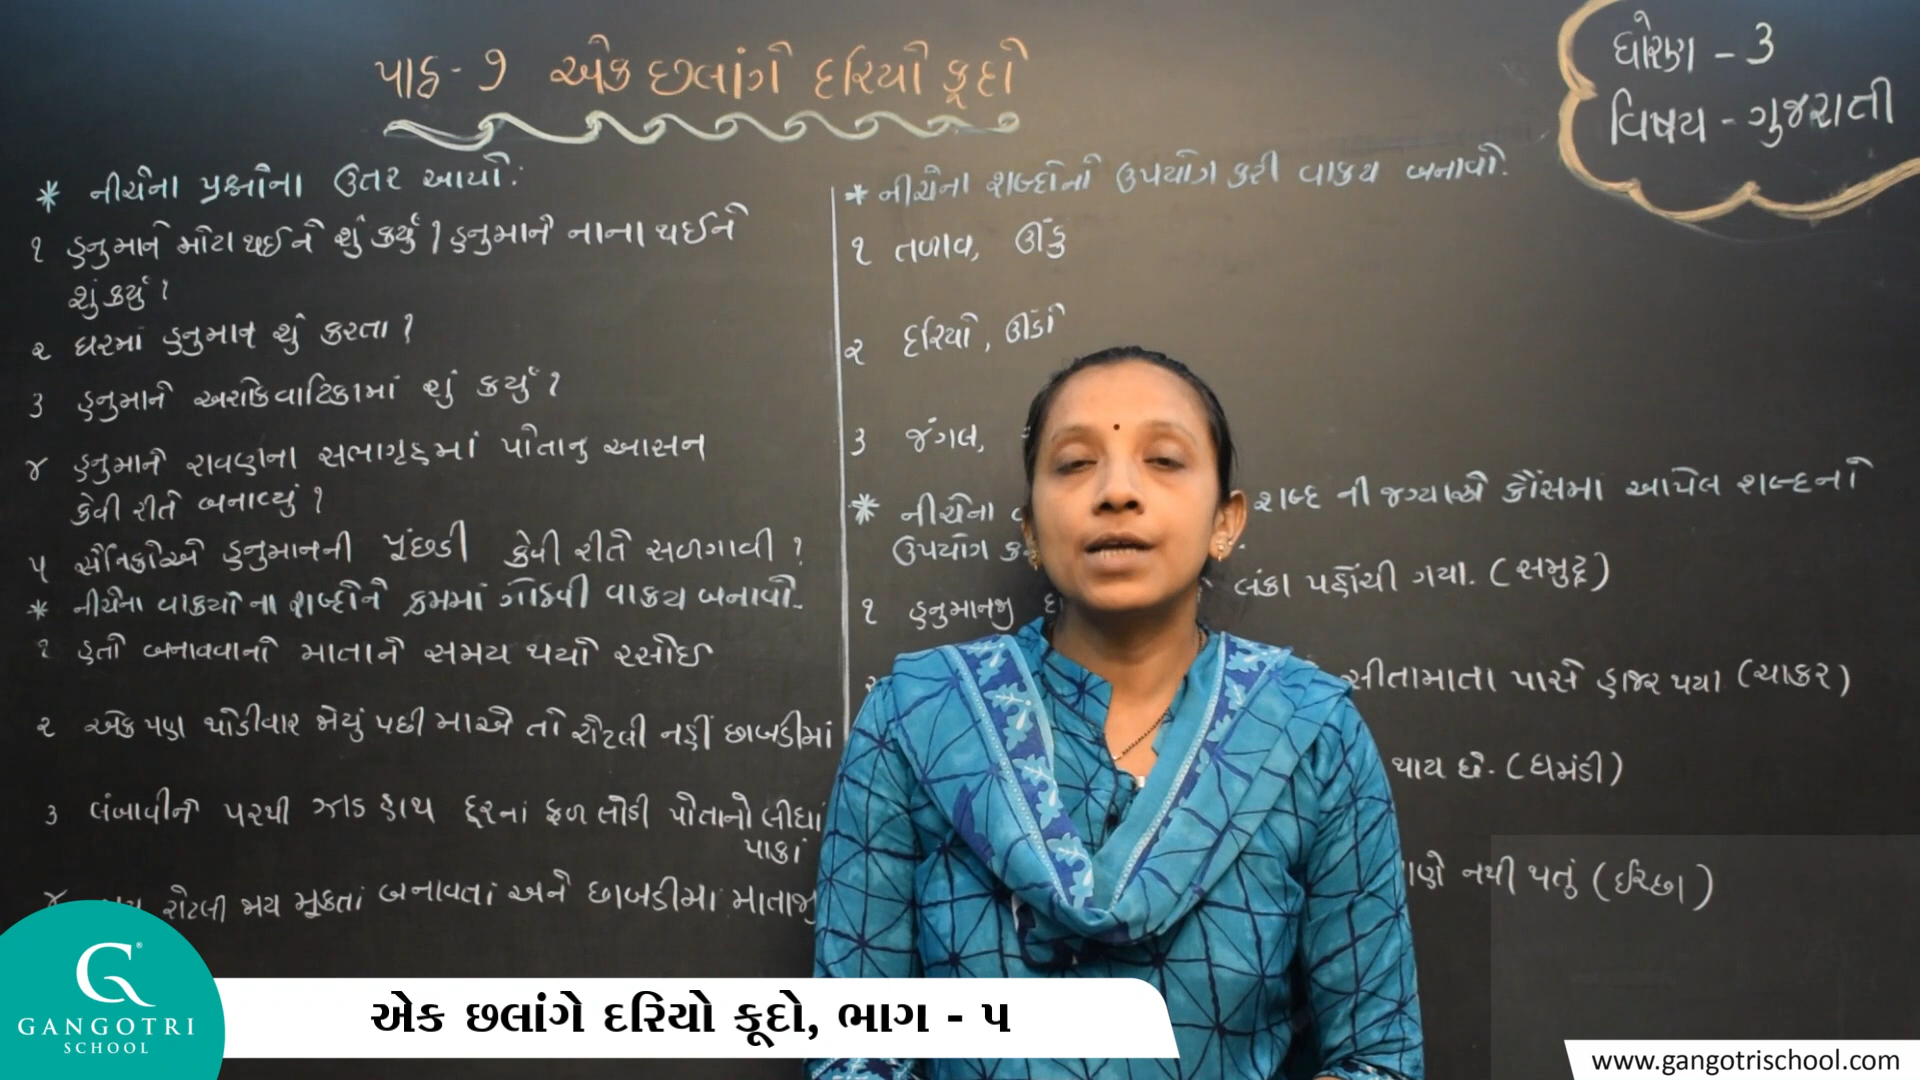 પાઠ - ૭ એક છલાંગે દરિયો કૂદો
ધોરણ - 3
વિષય - ગુજરાતી
* નીચેના પ્રશ્નોના ઉતર આપો:
૧ હનુમાને મોટા થઈને શું કર્યું ? હનુમાને નાના થઈને
શું કર્યું ?
૨ ઘરમાં હનુમાન શું કરતા ?
૩ હનુમાને અશોકવાટિકામાં શું કર્યું ?
૪ હનુમાને રાવણના સભાગૃહમાં પોતાનુ આસન
કેવી રીતે બનાવ્યું ?
૫ સૈનિકોએ હનુમાનની પૂંછડી કેવી રીતે સળગાવી ?
* નીચેના વાક્યો ના શબ્દોને ક્રમમાં ગોઠવી વાક્ય બનાવો.
૧ હતો બનાવવાનો માતાને સમય થયો રસોઈ
૨ એક પણ થોડીવાર જોયું પછી માએ તો રોટલી નહીં છાબડીમાં
૩ લંબાવીને પરથી ઝાડ હાથ દૂરનાં ફળ તોડી પોતાનો લીધાં
પાકાં
૪ રોટલી જાય મૂકતાં બનાવતાં અને છાબડીમાં માતાજી
* નીચેના શબ્દોનો ઉપયોગ કરી વાક્ય બનાવો.
૧ તળાવ, ઊંડુ
૨ દરિયો, ઊંડો
૩ જંગલ,
* નીચેના શબ્દ ની જગ્યાએ કૌંસમાં આપેલ શબ્દનો
ઉપયોગ
૧ હનુમાનજી લંકા પહોંચી ગયા. (સમુદ્ર)
સીતામાતા પાસે હાજર થયા (ચાકર)
થાય છે. (ઘમંડી)
નથી થતું (ઈચ્છા)
GANGOTRI
SCHOOL
એક છલાંગે દરિયો કૂદો, ભાગ - ૫
www.gangotrischool.com